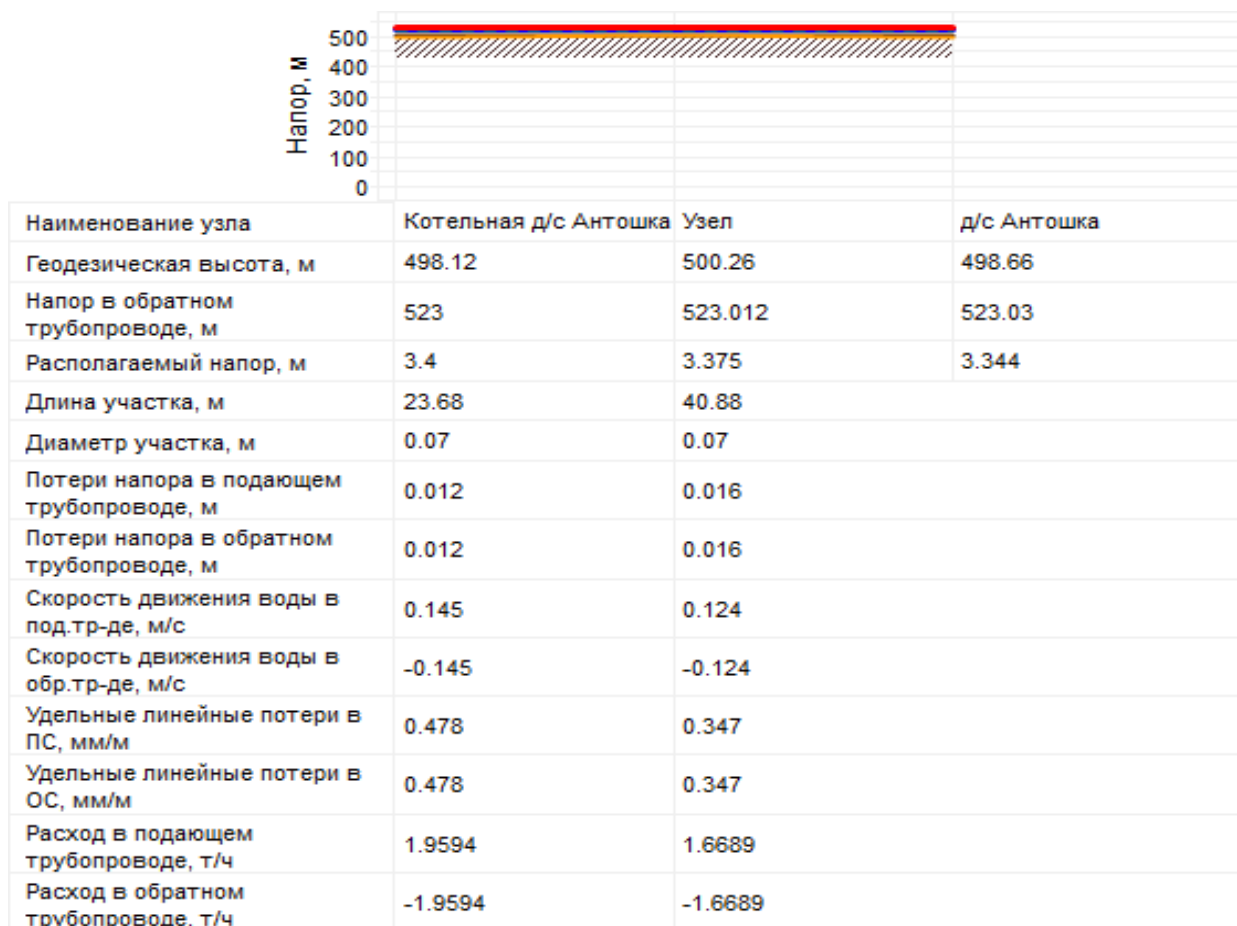 500
400
300
200
100
0
Напор, м
Наименование узла Котельная д/с Антошка Узел д/с Антошка
Геодезическая высота, м 498.12 500.26 498.66
Напор в обратном
трубопроводе, м 523 523.012 523.03
Располагаемый напор, м 3.4 3.375 3.344
Длина участка, м 23.68 40.88
Диаметр участка, м 0.07 0.07
Потери напора в подающем
трубопроводе, м 0.012 0.016
Потери напора в обратном
трубопроводе, м 0.012 0.016
Скорость движения воды в
под.тр-де, м/с 0.145 0.124
Скорость движения воды в
обр.тр-де, м/с -0.145 -0.124
Удельные линейные потери в
ПС, мм/м 0.478 0.347
Удельные линейные потери в
ОС, мм/м 0.478 0.347
Расход в подающем
трубопроводе, т/ч 1.9594 1.6689
Расход в обратном
трубопроводе, т/ч -1.9594 -1.6689